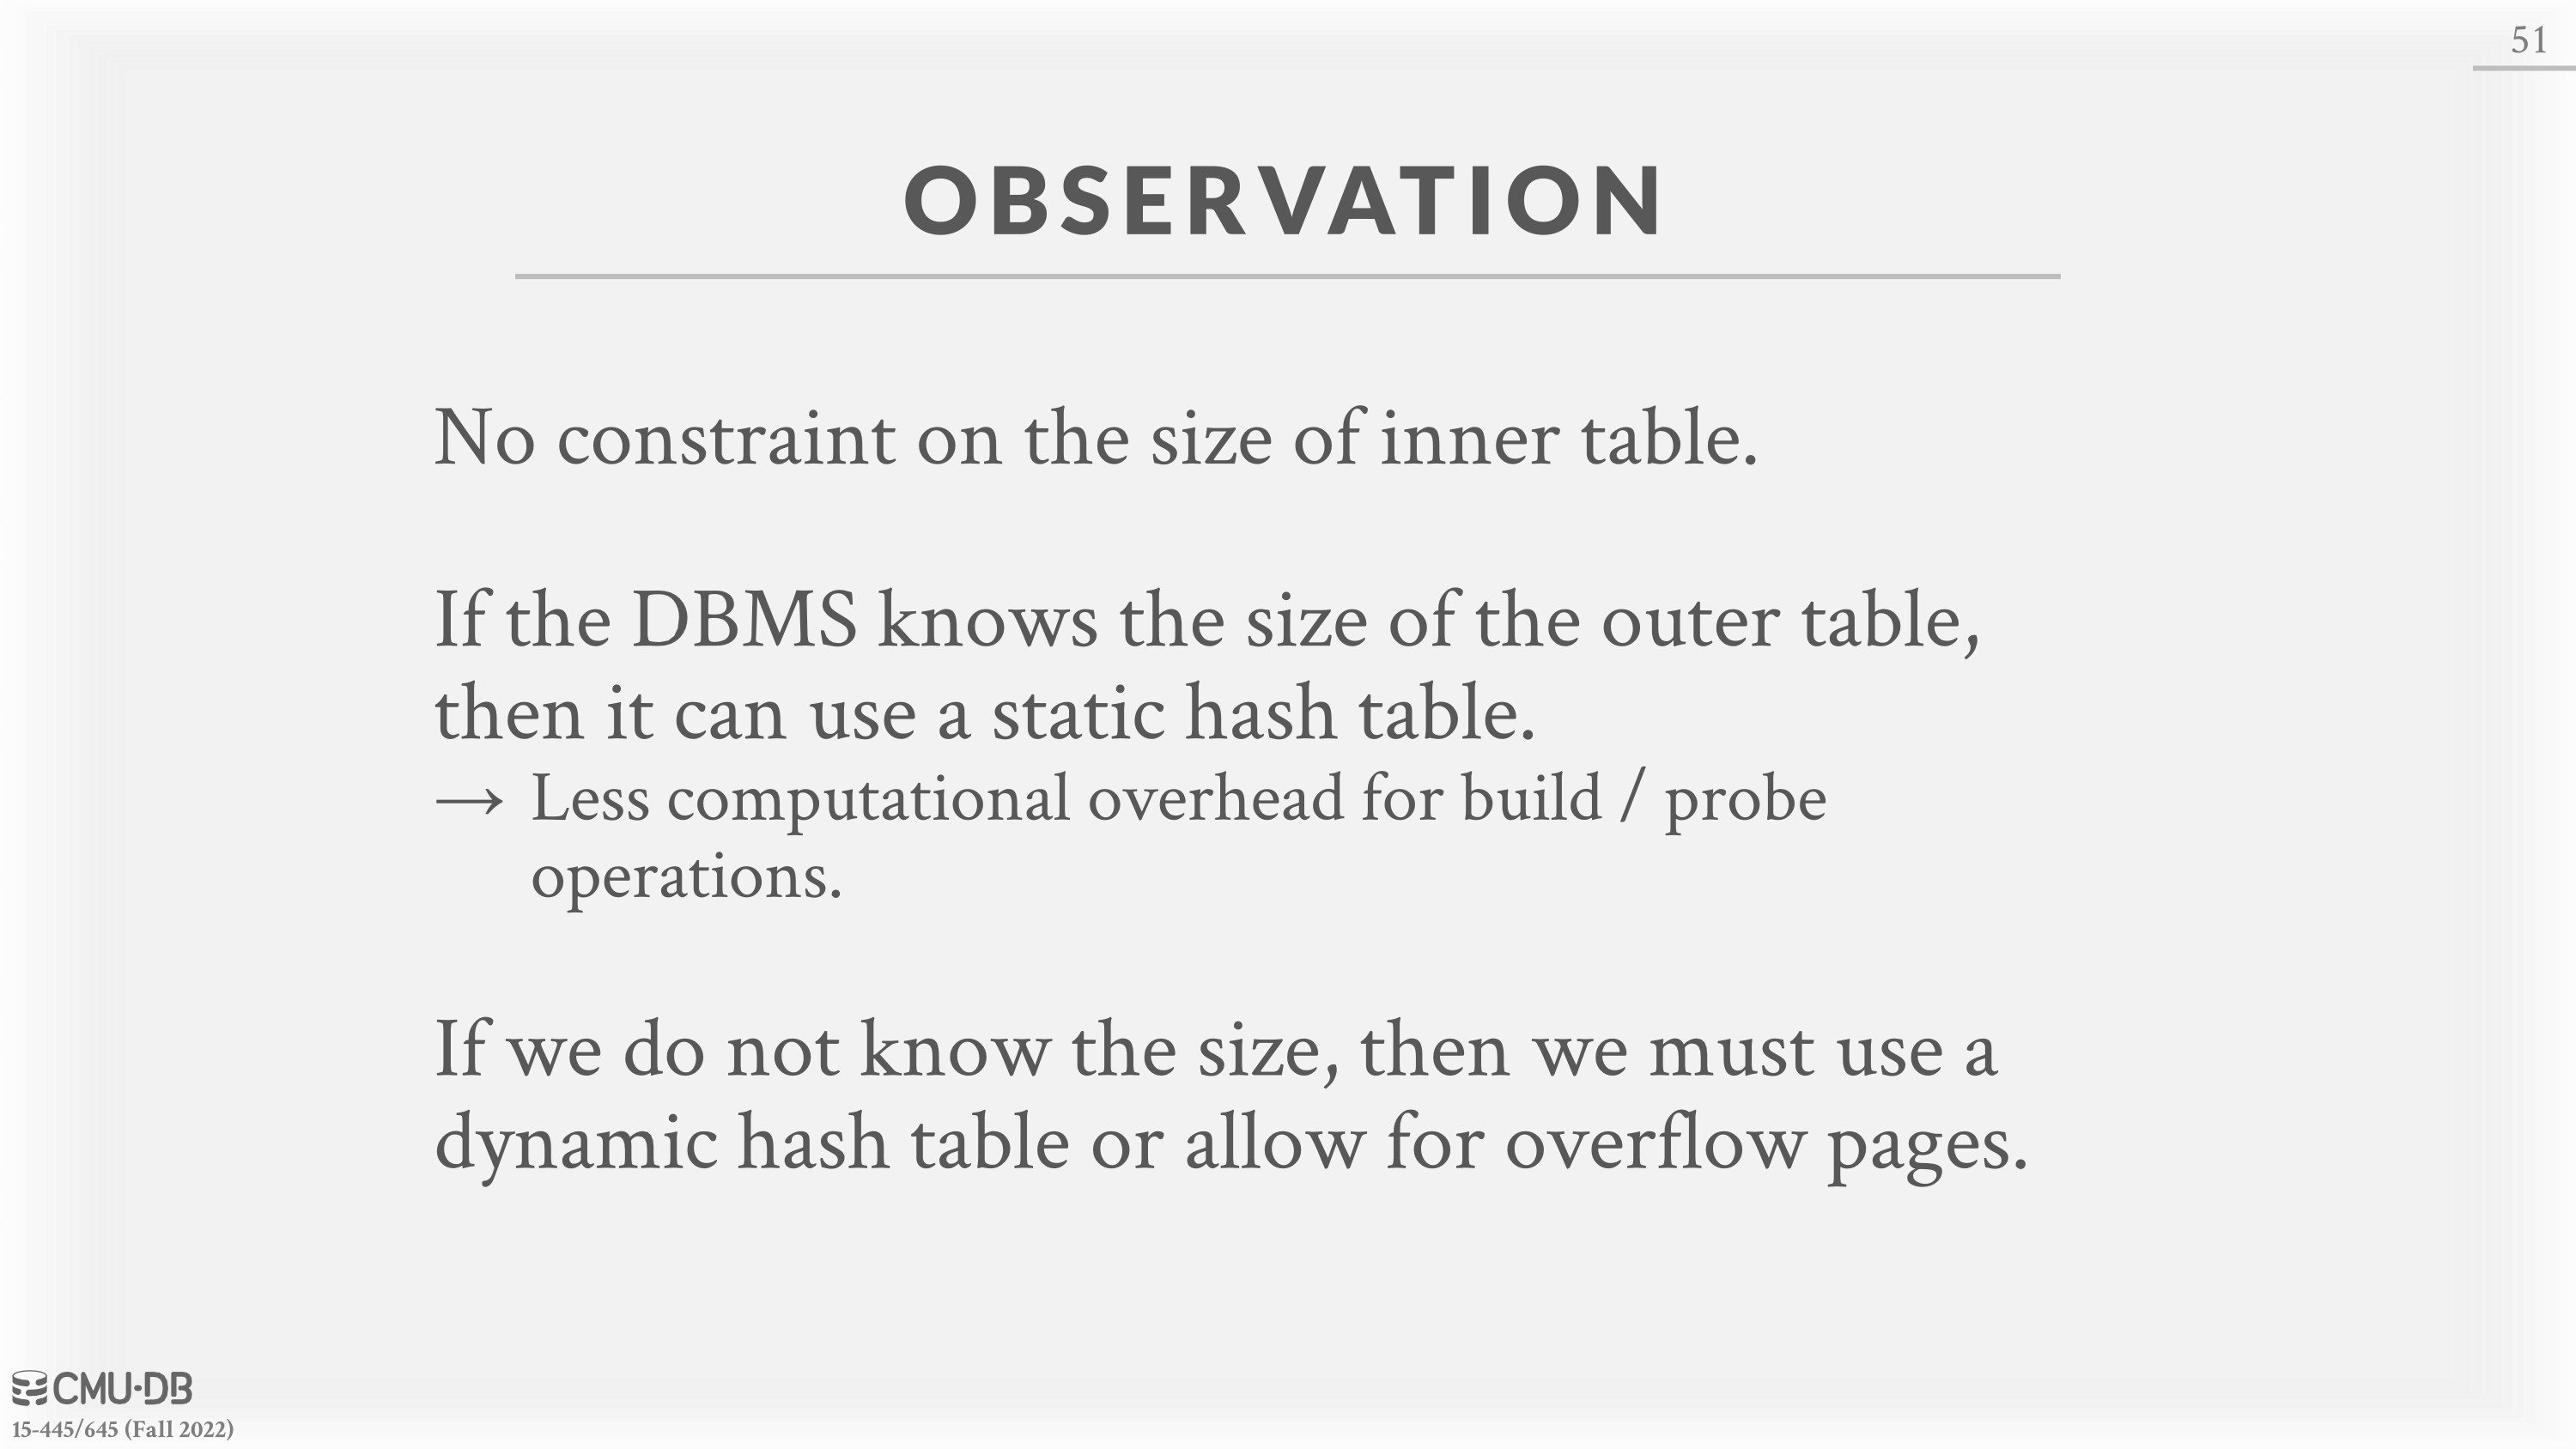 51
OBSERVATION
No constraint on the size of inner table.
If the DBMS knows the size of the outer table,
then it can use a static hash table.
→ Less computational overhead for build / probe
operations.
If we do not know the size, then we must use a
dynamic hash table or allow for overflow pages.
CMU·DB
15-445/645 (Fall 2022)